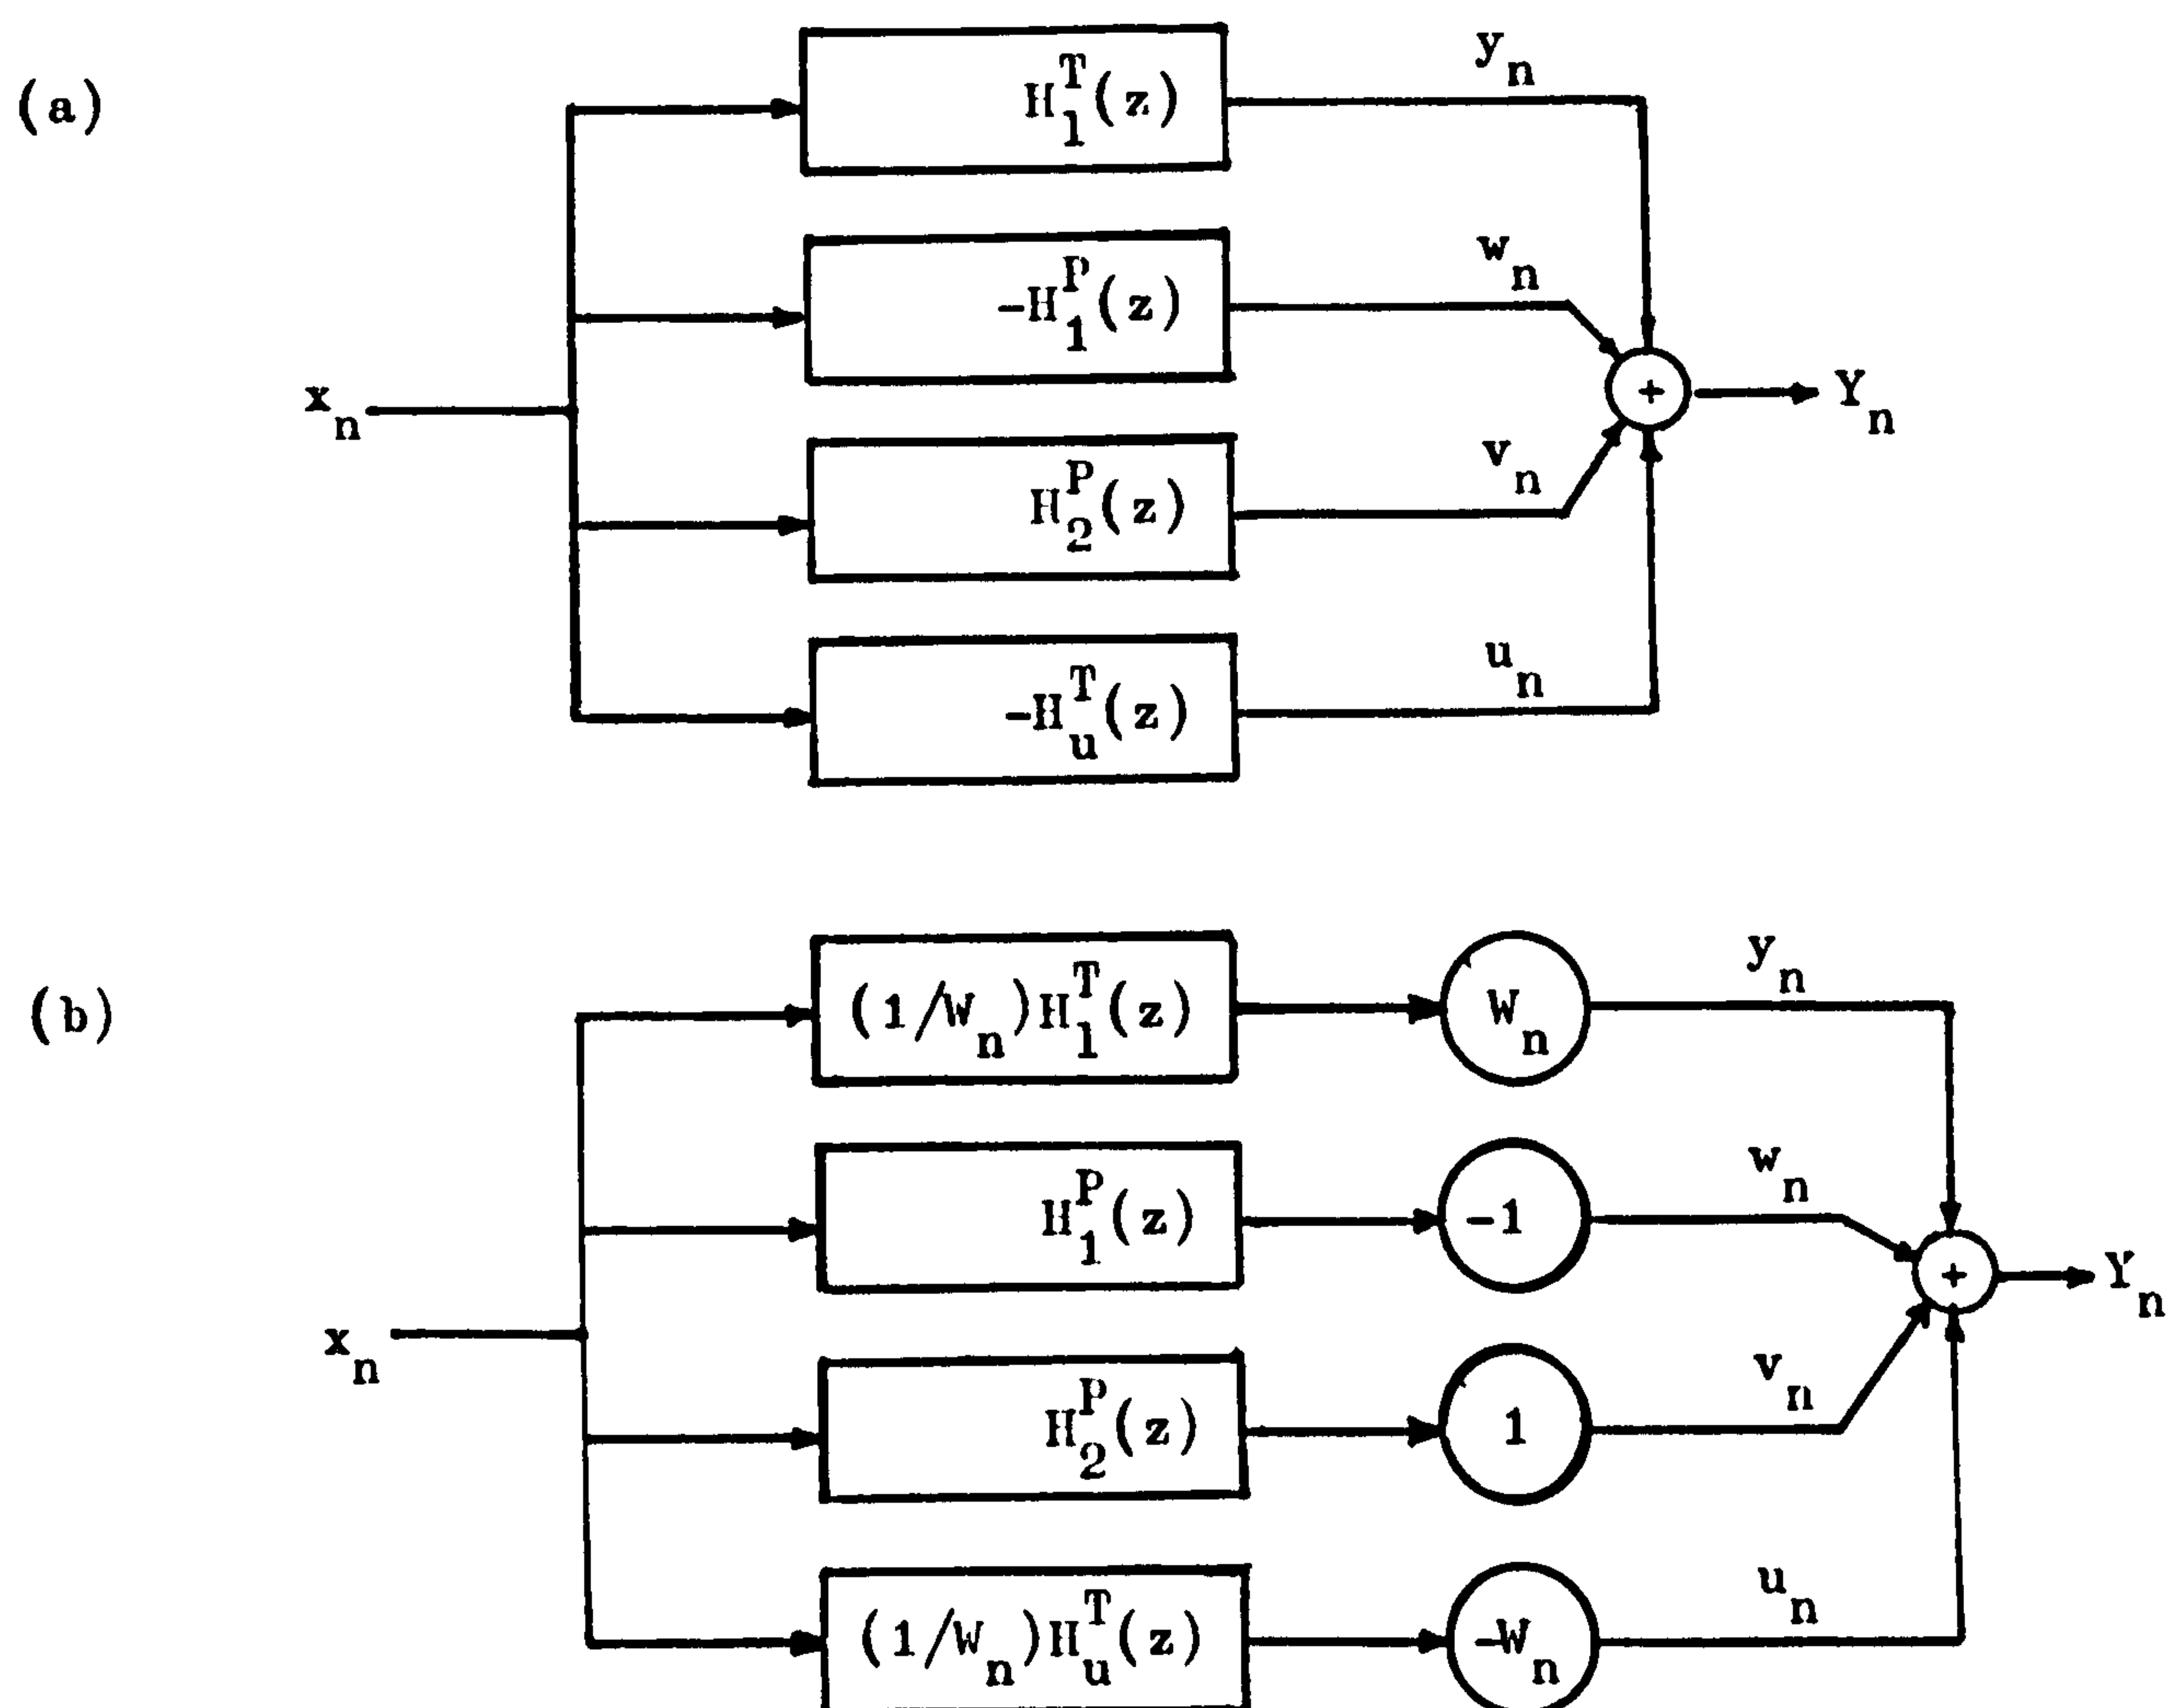 (a)
H_1^T(z)
y_n
-H_1^P(z)
w_n
x_n
+
Y_n
H_2^P(z)
v_n
-H_u^T(z)
u_n
(b)
(1/W_n)H_1^T(z)
W_n
y_n
H_1^P(z)
-1
w_n
x_n
+
Y_n
H_2^P(z)
1
v_n
(1/W_n)H_u^T(z)
-W_n
u_n